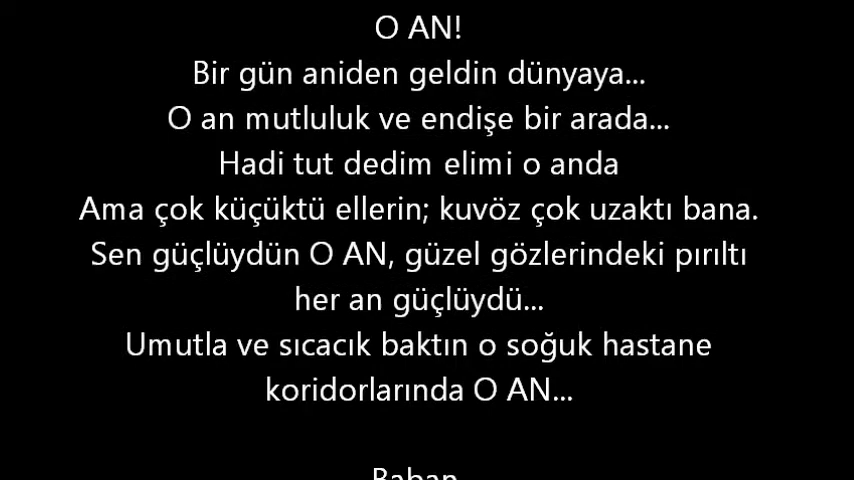 O AN!
Bir gün aniden geldin dünyaya...
O an mutluluk ve endişe bir arada...
Hadi tut dedim elimi o anda
Ama çok küçüktü ellerin; kuvöz çok uzaktı bana.
Sen güçlüydün O AN, güzel gözlerindeki pırıltı
her an güçlüydü...
Umutla ve sıcacık baktın o soğuk hastane
koridorlarında O AN...
Baban